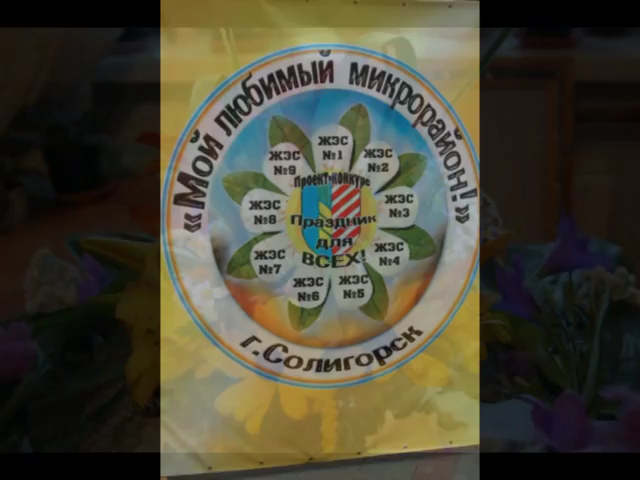 «Мой любимый микрорайон!»
ЖЭС №1
ЖЭС №2
ЖЭС №3
ЖЭС №4
ЖЭС №5
ЖЭС №6
ЖЭС №7
ЖЭС №8
ЖЭС №9
Проект-конкурс
Праздник
для
ВСЕХ!
г.Солигорск